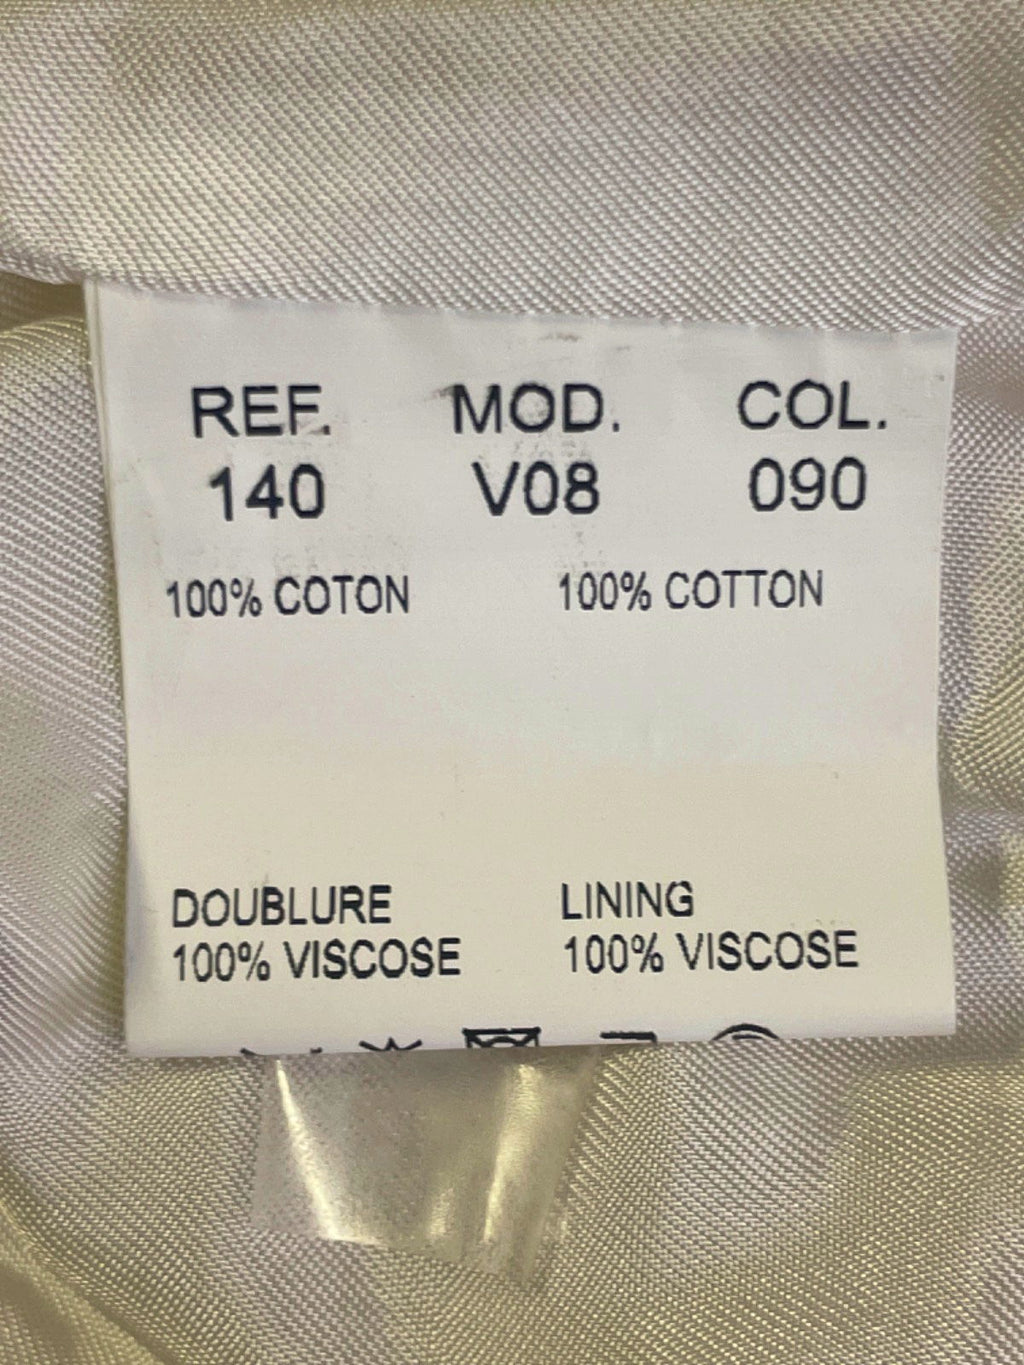 REF. MOD. COL.
140 V08 090
100% COTON 100% COTTON
DOUBLURE LINING
100% VISCOSE 100% VISCOSE